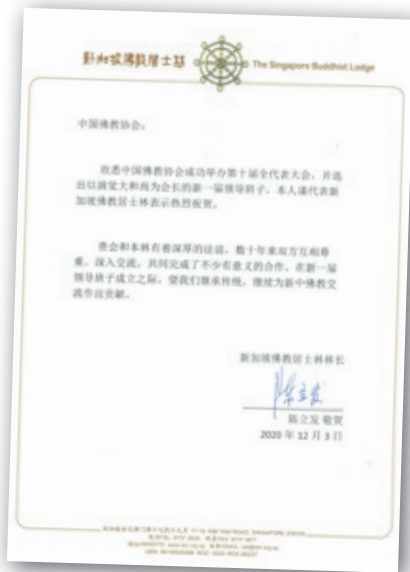 新加坡佛教居士林
The Singapore Buddhist Lodge
中国佛教协会：
欣悉中国佛教协会成功举办第十届全代表大会，并选
出以演觉大和尚为会长的新一届领导班子，本人谨代表新
加坡佛教居士林表示热烈祝贺。
贵会和本林有着深厚的法谊，数十年来双方互相尊
重，深入交流，共同完成了不少有意义的合作，在新一届
领导班子成立之际，望我们继承传统，继续为新中佛教交
流作出贡献。
新加坡佛教居士林林长
陈立发
陈立发 敬贺
2020 年 12 月 3 日